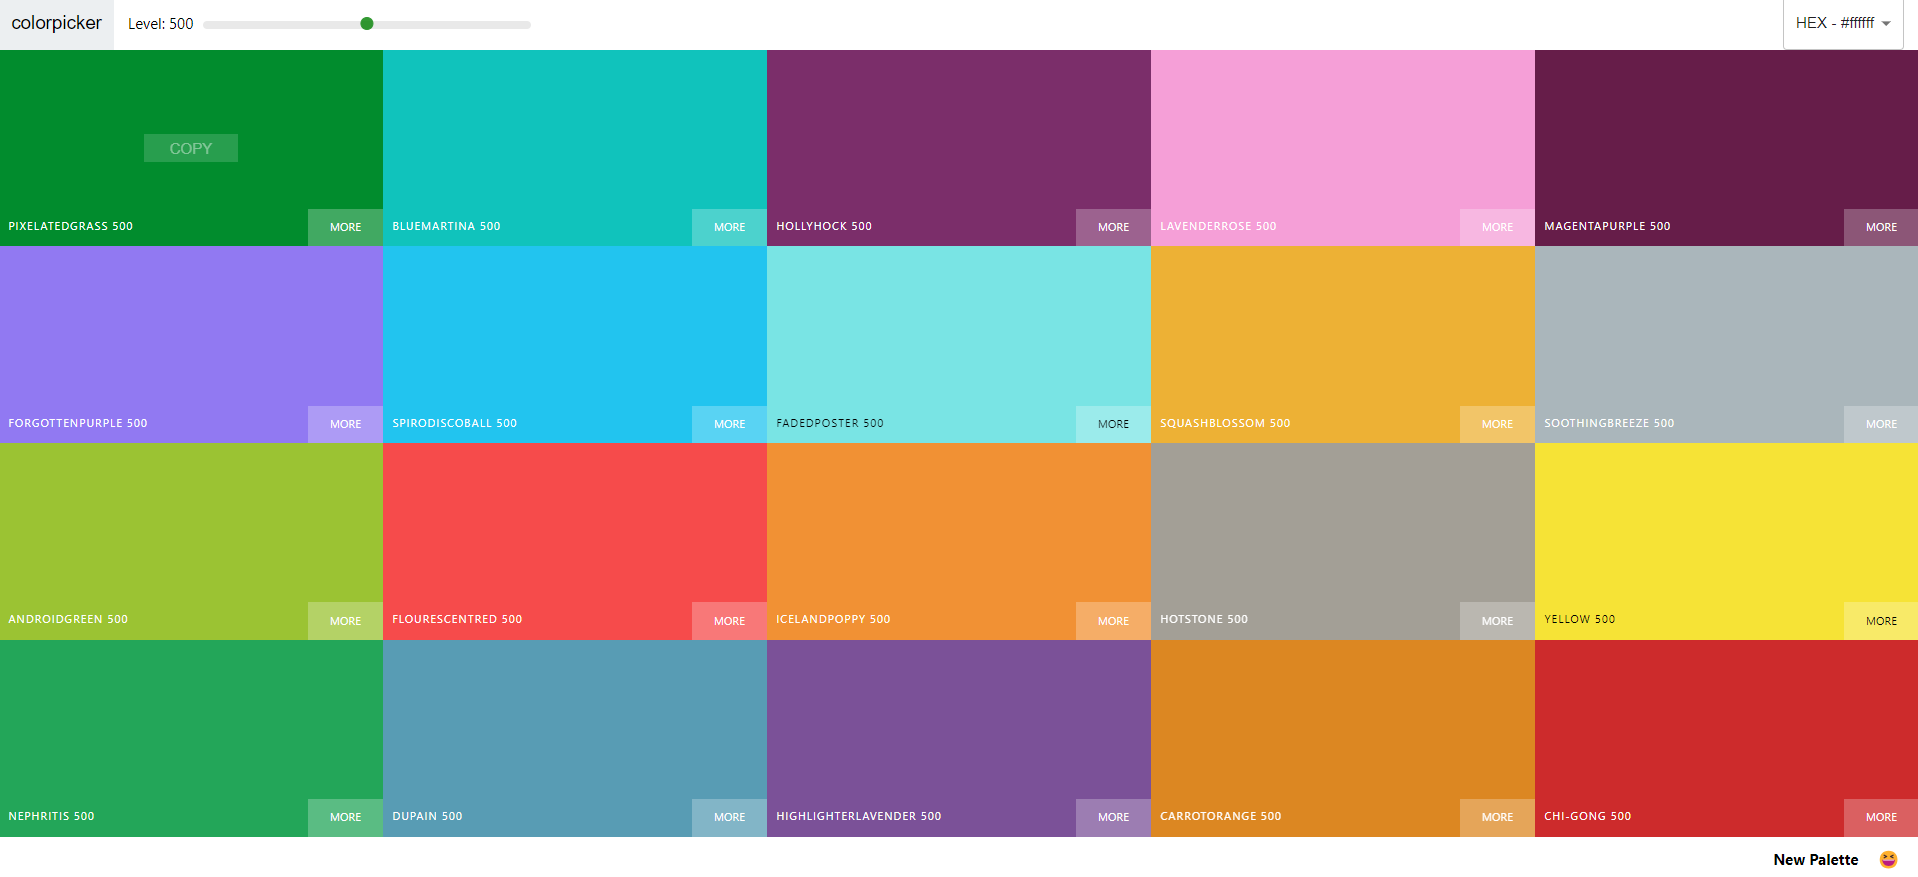 colorpicker Level: 500 HEX - #ffffff
COPY
PIXELATEDGRASS 500 MORE BLUEMARTINA 500 MORE HOLLYHOCK 500 MORE LAVENDERROSE 500 MORE MAGENTAPURPLE 500 MORE
FORGOTTENPURPLE 500 MORE SPIRODISCOBALL 500 MORE FADEDPOSTER 500 MORE SQUASHBLOSSOM 500 MORE SOOTHINGBREEZE 500 MORE
ANDROIDGREEN 500 MORE FLOURESCENTRED 500 MORE ICELANDPOPPY 500 MORE HOTSTONE 500 MORE YELLOW 500 MORE
NEPHRITIS 500 MORE DUPAIN 500 MORE HIGHLIGHTERLAVENDER 500 MORE CARROTORANGE 500 MORE CHI-GONG 500 MORE
New Palette